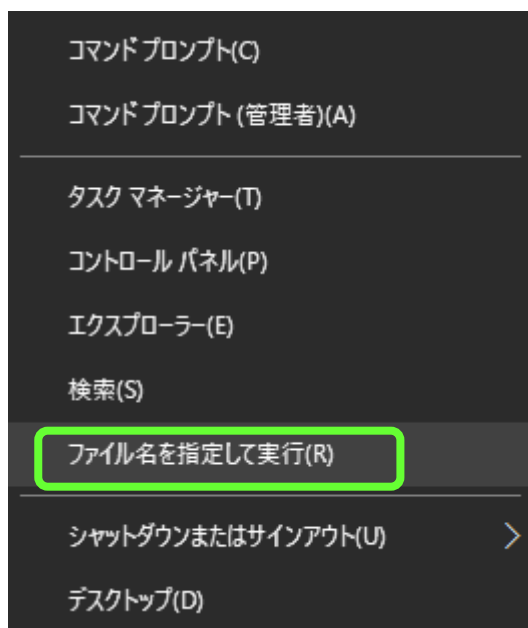 コマンド プロンプト(C)
コマンド プロンプト (管理者)(A)
タスク マネージャー(T)
コントロール パネル(P)
エクスプローラー(E)
検索(S)
ファイル名を指定して実行(R)
シャットダウンまたはサインアウト(U)
デスクトップ(D)